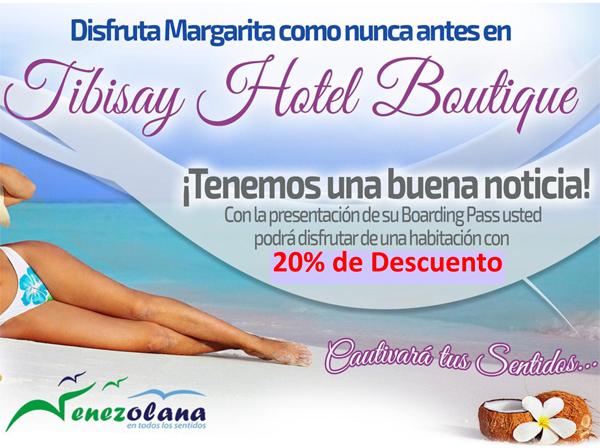 Disfruta Margarita como nunca antes en
Tibisay Hotel Boutique
¡Tenemos una buena noticia!
Con la presentación de su Boarding Pass usted
podrá disfrutar de una habitación con
20% de Descuento
Cautivará tus Sentidos...
Venezolana
en todos los sentidos